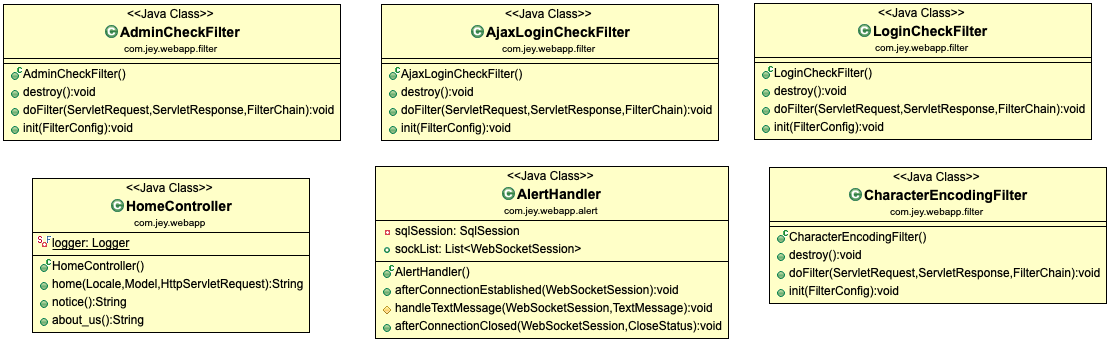 <<Java Class>>
AdminCheckFilter
com.jey.webapp.filter
AdminCheckFilter()
destroy():void
doFilter(ServletRequest,ServletResponse,FilterChain):void
init(FilterConfig):void
<<Java Class>>
AjaxLoginCheckFilter
com.jey.webapp.filter
AjaxLoginCheckFilter()
destroy():void
doFilter(ServletRequest,ServletResponse,FilterChain):void
init(FilterConfig):void
<<Java Class>>
LoginCheckFilter
com.jey.webapp.filter
LoginCheckFilter()
destroy():void
doFilter(ServletRequest,ServletResponse,FilterChain):void
init(FilterConfig):void
<<Java Class>>
HomeController
com.jey.webapp
logger: Logger
HomeController()
home(Locale,Model,HttpServletRequest):String
notice():String
about_us():String
<<Java Class>>
AlertHandler
com.jey.webapp.alert
sqlSession: SqlSession
sockList: List<WebSocketSession>
AlertHandler()
afterConnectionEstablished(WebSocketSession):void
handleTextMessage(WebSocketSession,TextMessage):void
afterConnectionClosed(WebSocketSession,CloseStatus):void
<<Java Class>>
CharacterEncodingFilter
com.jey.webapp.filter
CharacterEncodingFilter()
destroy():void
doFilter(ServletRequest,ServletResponse,FilterChain):void
init(FilterConfig):void